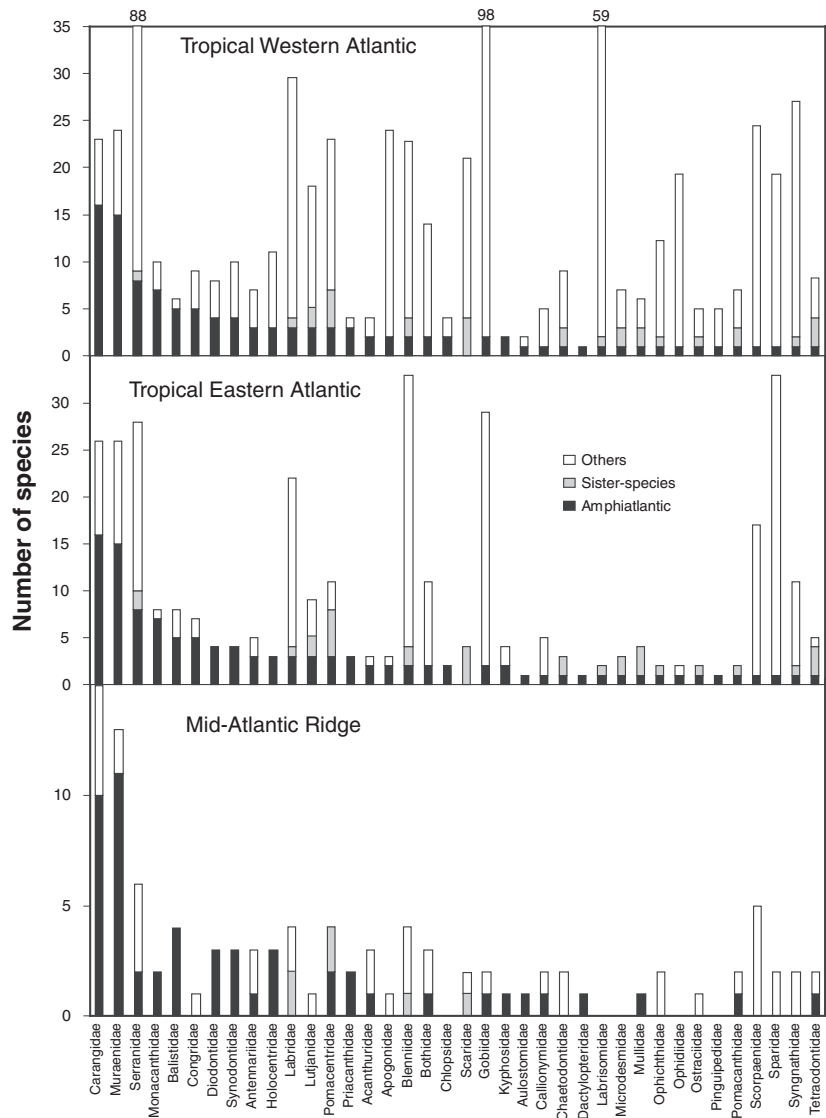 88
98
59
Tropical Western Atlantic
35
30
25
20
15
10
5
0
Tropical Eastern Atlantic
30
25
20
15
10
5
0
Others
Sister-species
Amphiatlantic
Number of species
Mid-Atlantic Ridge
10
5
0
Carangidae
Muraenidae
Serranidae
Monacanthidae
Balistidae
Congridae
Diodontidae
Synodontidae
Antennariidae
Holocentridae
Labridae
Lutjanidae
Pomacentridae
Priacanthidae
Acanthuridae
Apogonidae
Blenniidae
Bothidae
Chlopsidae
Scaridae
Gobiidae
Kyphosidae
Aulostomidae
Callionymidae
Chaetodontidae
Dactylopteridae
Labrisomidae
Microdesmidae
Mullidae
Ophichthidae
Ophidiidae
Ostraciidae
Pinguipedidae
Pomacanthidae
Scorpaenidae
Sparidae
Syngnathidae
Tetraodontidae